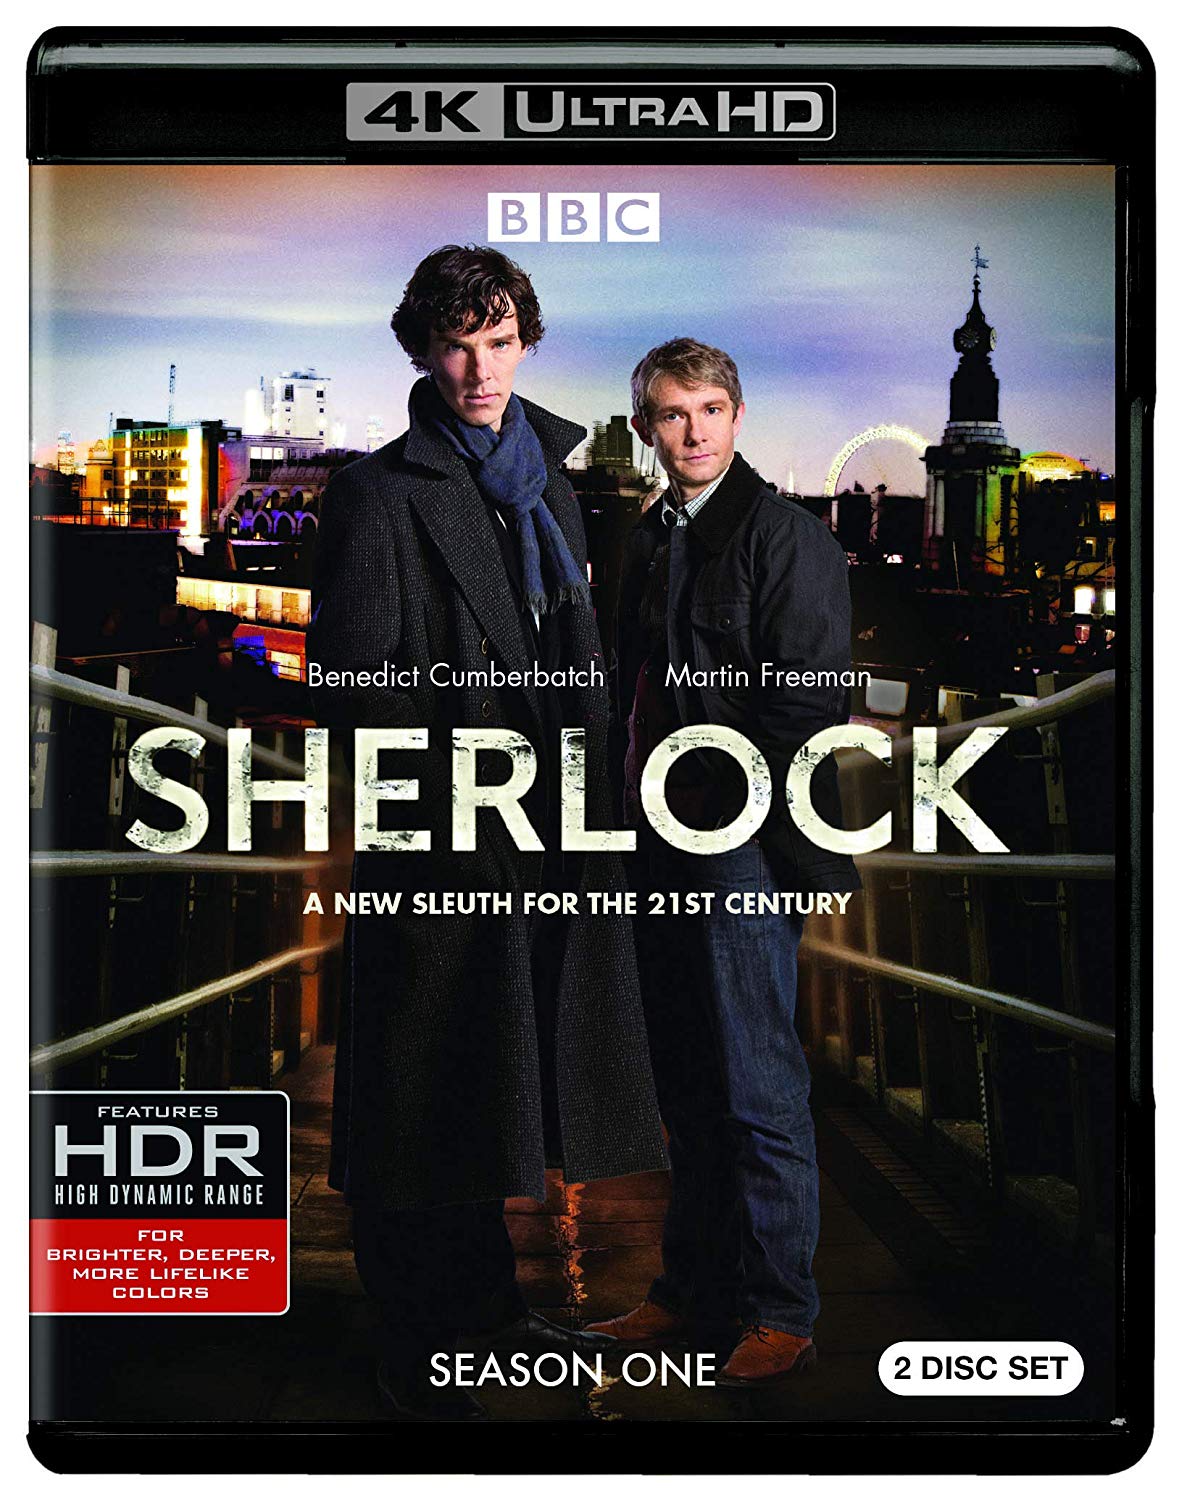 4K ULTRA HD
BBC
Benedict Cumberbatch Martin Freeman
SHERLOCK
A NEW SLEUTH FOR THE 21ST CENTURY
FEATURES
HDR
HIGH DYNAMIC RANGE
FOR
BRIGHTER, DEEPER,
MORE LIFELIKE
COLORS
SEASON ONE
2 DISC SET